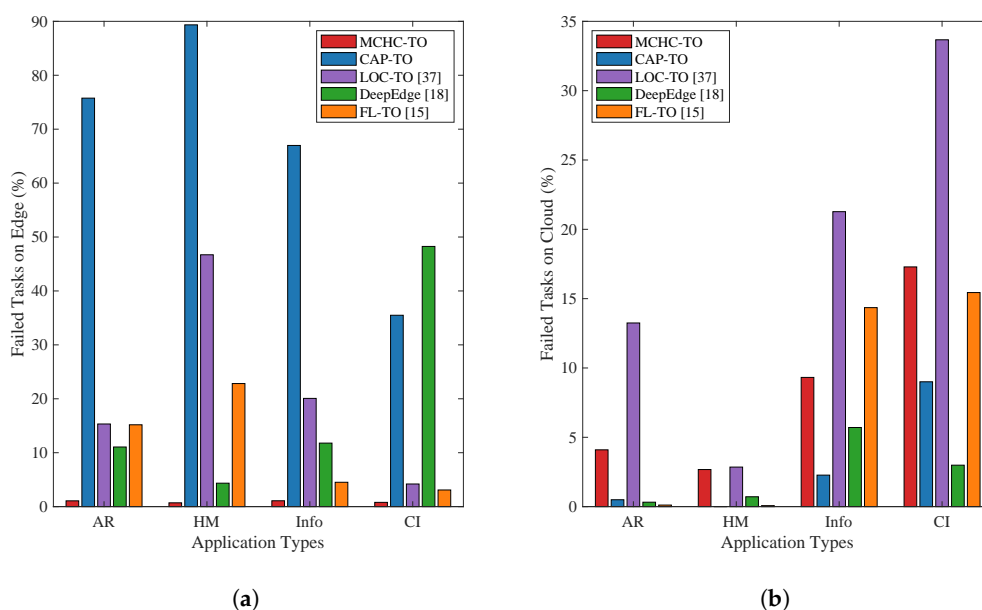 90
80
70
60
50
40
30
20
10
0
Failed Tasks on Edge (%)
MCHC-TO
CAP-TO
LOC-TO [37]
DeepEdge [18]
FL-TO [15]
AR HM Info CI
Application Types
(a)
35
30
25
20
15
10
5
0
Failed Tasks on Cloud (%)
MCHC-TO
CAP-TO
LOC-TO [37]
DeepEdge [18]
FL-TO [15]
AR HM Info CI
Application Types
(b)